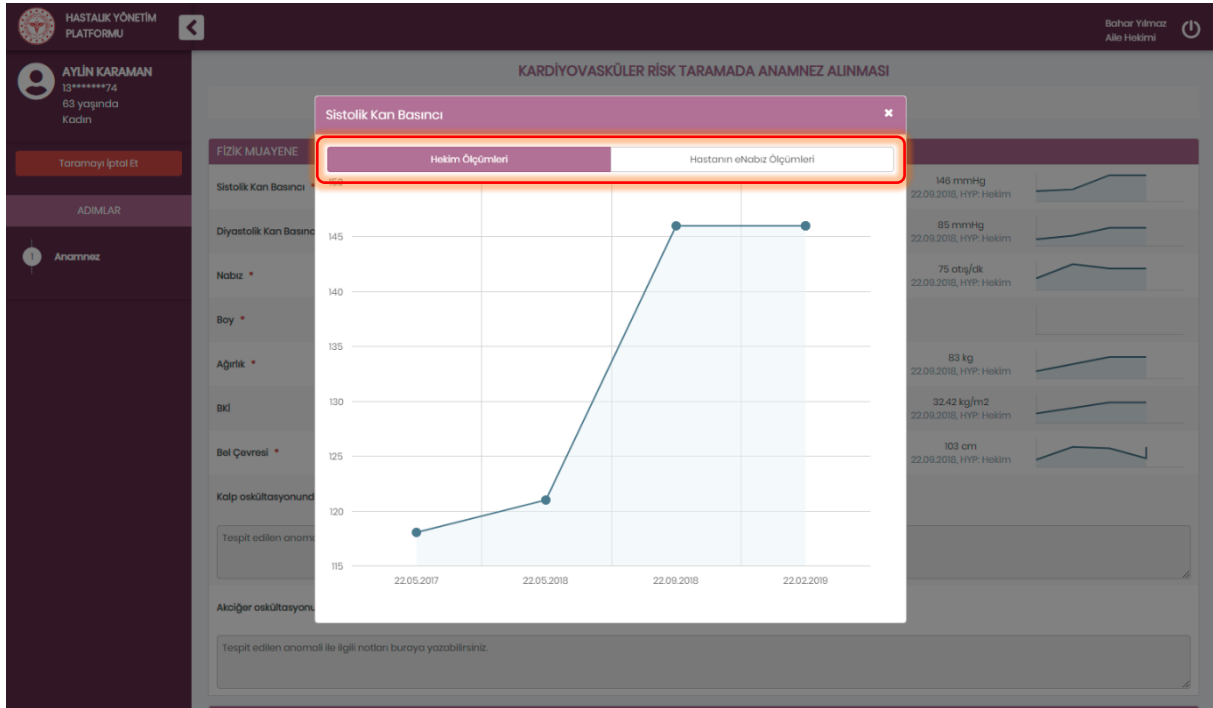 HASTALIK YÖNETİM
PLATFORMU
Bahar Yılmaz
Aile Hekimi
AYLİN KARAMAN
13*******74
63 yaşında
Kadın
Taramayı İptal Et
ADIMLAR
1 Anamnez
KARDİYOVASKÜLER RİSK TARAMADA ANAMNEZ ALINMASI
Sistolik Kan Basıncı
Hekim Ölçümleri
Hastanın eNabız Ölçümleri
150
145
140
135
130
125
120
115
22.05.2017
22.05.2018
22.09.2018
22.02.2019
FİZİK MUAYENE
Sistolik Kan Basıncı *
146 mmHg
22.09.2018, HYP: Hekim
Diyastolik Kan Basınc
85 mmHg
22.09.2018, HYP: Hekim
Nabız *
75 atış/dk
22.09.2018, HYP: Hekim
Boy *
Ağırlık *
83 kg
22.09.2018, HYP: Hekim
BKİ
32.42 kg/m2
22.09.2018, HYP: Hekim
Bel Çevresi *
103 cm
22.09.2018, HYP: Hekim
Kalp oskültasyonund
Tespit edilen anoma
Akciğer oskültasyonu
Tespit edilen anomali ile ilgili notları buraya yazabilirsiniz.